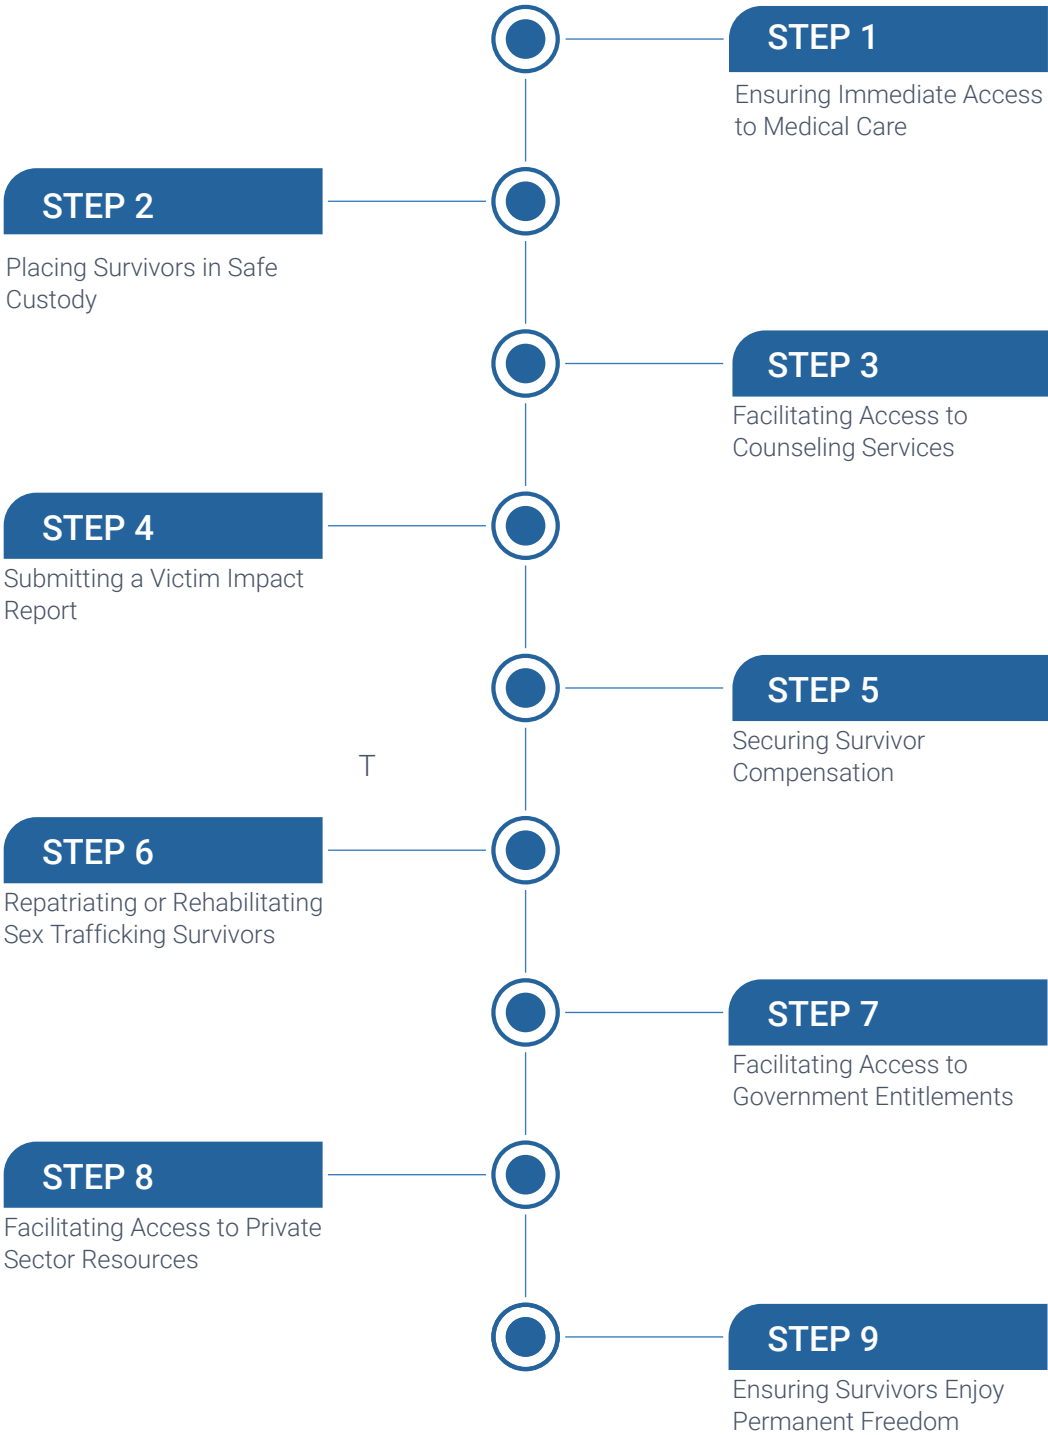 STEP 1
Ensuring Immediate Access
to Medical Care
STEP 2
Placing Survivors in Safe
Custody
STEP 3
Facilitating Access to
Counseling Services
STEP 4
Submitting a Victim Impact
Report
STEP 5
Securing Survivor
Compensation
T
STEP 6
Repatriating or Rehabilitating
Sex Trafficking Survivors
STEP 7
Facilitating Access to
Government Entitlements
STEP 8
Facilitating Access to Private
Sector Resources
STEP 9
Ensuring Survivors Enjoy
Permanent Freedom